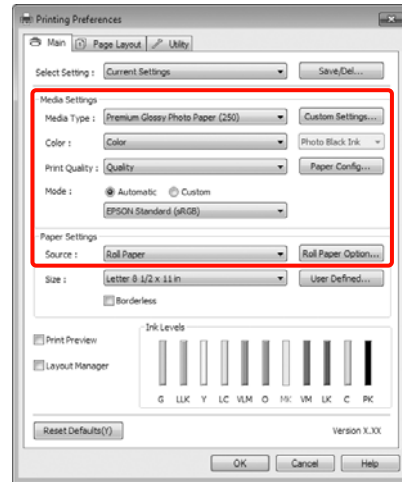 Printing Preferences
Main Page Layout Utility
Select Setting : Current Settings Save/Del...
Media Settings
Media Type : Premium Glossy Photo Paper (250) Custom Settings...
Color : Color Photo Black Ink
Print Quality : Quality Paper Config...
Mode : Automatic Custom
EPSON Standard (sRGB)
Paper Settings
Source : Roll Paper Roll Paper Option...
Size : Letter 8 1/2 x 11 in User Defined...
Borderless
Ink Levels
Print Preview
Layout Manager
G LLK Y LC VLM O MK VM LK C PK
Reset Defaults(Y) Version X.XX
OK Cancel Help